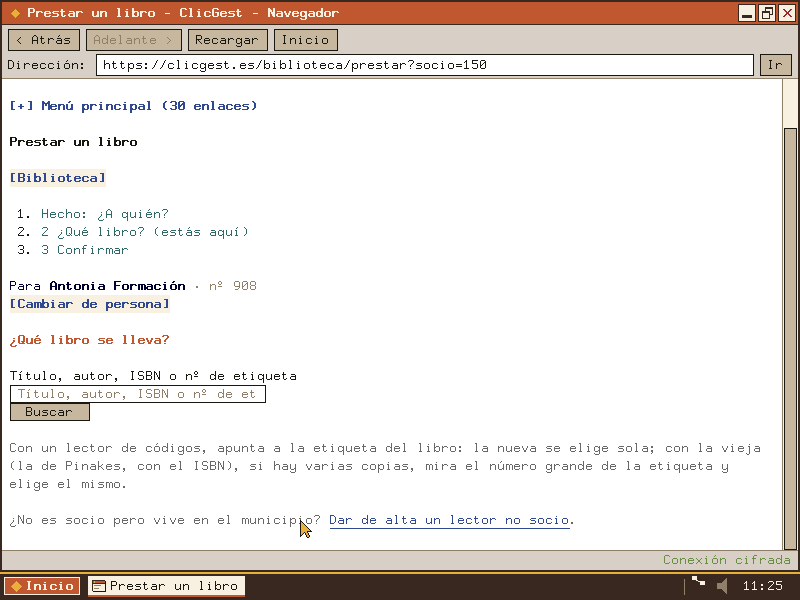 Prestar un libro - ClicGest - Navegador
< Atrás
Adelante >
Recargar
Inicio
Dirección:
https://clicgest.es/biblioteca/prestar?socio=150
Ir
[+] Menú principal (30 enlaces)
Prestar un libro
[Biblioteca]
1. Hecho: ¿A quién?
2. 2 ¿Qué libro? (estás aquí)
3. 3 Confirmar
Para Antonia Formación · nº 908
[Cambiar de persona]
¿Qué libro se lleva?
Título, autor, ISBN o nº de etiqueta
Título, autor, ISBN o nº de et
Buscar
Con un lector de códigos, apunta a la etiqueta del libro: la nueva se elige sola; con la vieja
(la de Pinakes, con el ISBN), si hay varias copias, mira el número grande de la etiqueta y
elige el mismo.
¿No es socio pero vive en el municipio? Dar de alta un lector no socio.
Conexión cifrada
Inicio
Prestar un libro
11:25